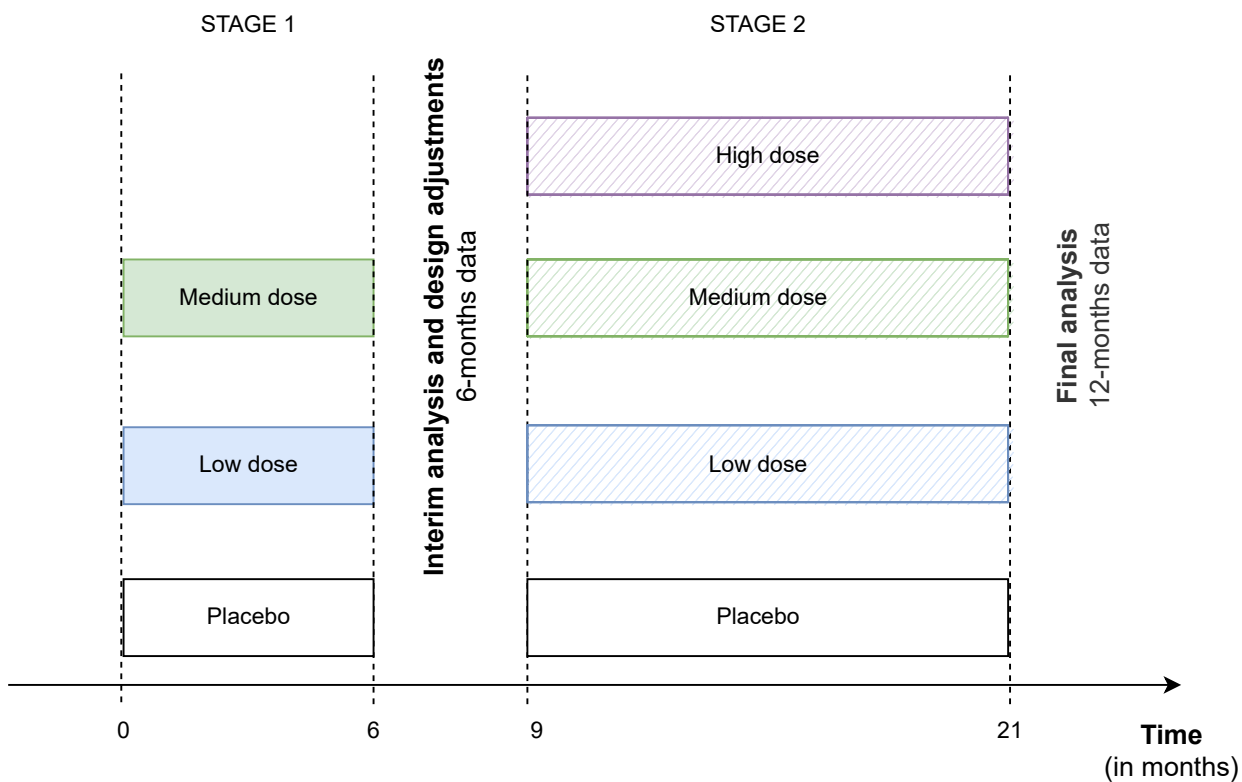 STAGE 1
STAGE 2
High dose
Medium dose
Medium dose
Low dose
Low dose
Placebo
Placebo
Interim analysis and design adjustments
6-months data
Final analysis
12-months data
0
6
9
21
Time
(in months)